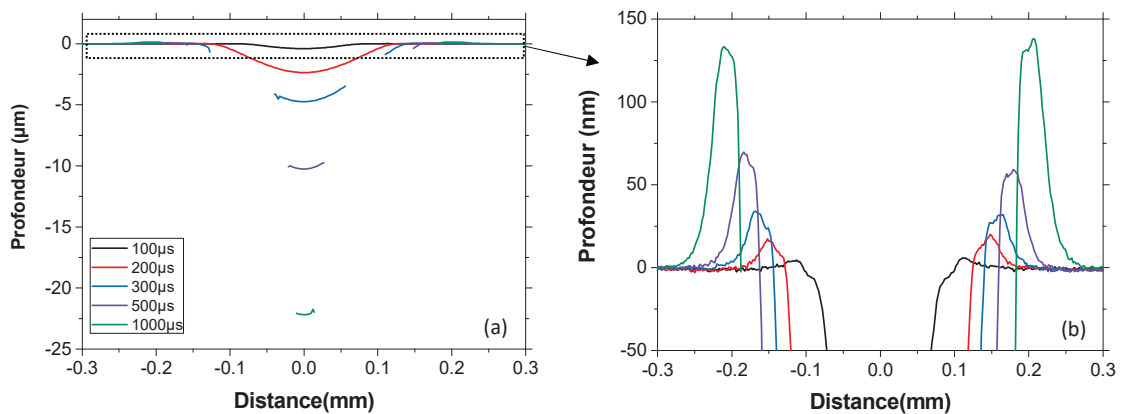 0
-5
-10
-15
-20
-25
Profondeur (µm)
100µs
200µs
300µs
500µs
1000µs
(a)
-0.3
-0.2
-0.1
0.0
0.1
0.2
0.3
Distance(mm)
150
100
50
0
-50
Profondeur (nm)
(b)
-0.3
-0.2
-0.1
0.0
0.1
0.2
0.3
Distance(mm)